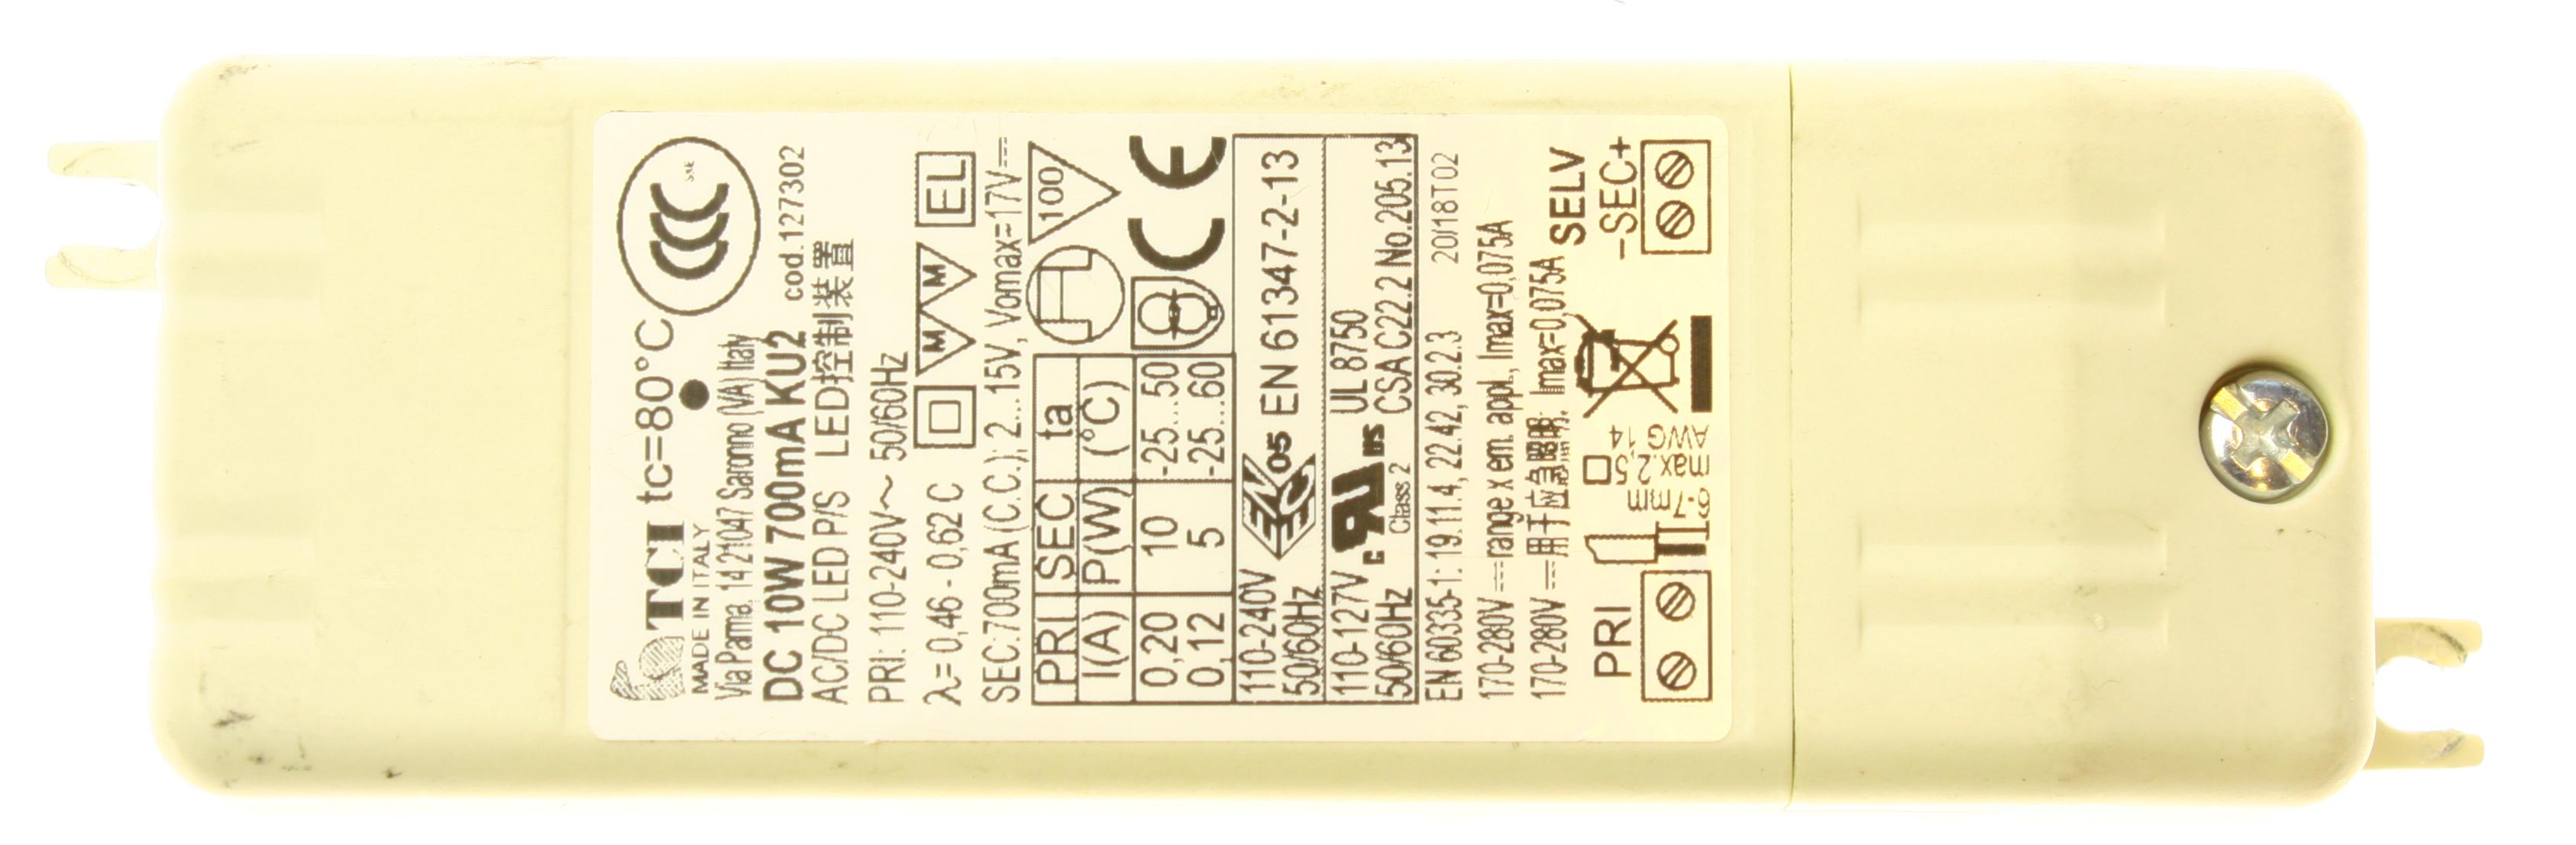 TCI
MADE IN ITALY
tc=80°C
Via Parma, 14 21047 Saronno (VA) Italy
DC 10W 700mA KU2 cod.127302
AC/DC LED P/S LED控制装置
PRI: 110-240V~ 50/60Hz
λ= 0,46 - 0,62 C
M M EL
SEC:700mA (C.C.); 2...15V, Vomax~17V⎓
PRI SEC ta
I(A) P(W) (°C)
0,20 10 -25...50
0,12 5 -25...60
100
CE
110-240V
50/60Hz
05 EN 61347-2-13
110-127V
50/60Hz
c US
Class 2
UL 8750
CSA C22.2 No.205.13
EN 60335-1: 19.11.4, 22.42, 30.2.3 20/18T02
170-280V ⎓range x em. appl., Imax=0,075A
170-280V ⎓用于应急照明, Imax=0,075A
PRI
6-7mm
max.2,5
AWG 14
SELV
-SEC+